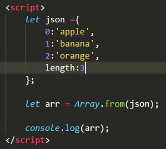 <script>
let json ={
0:'apple',
1:'banana',
2:'orange',
length:3
};
let arr = Array.from(json);
console.log(arr);
</script>